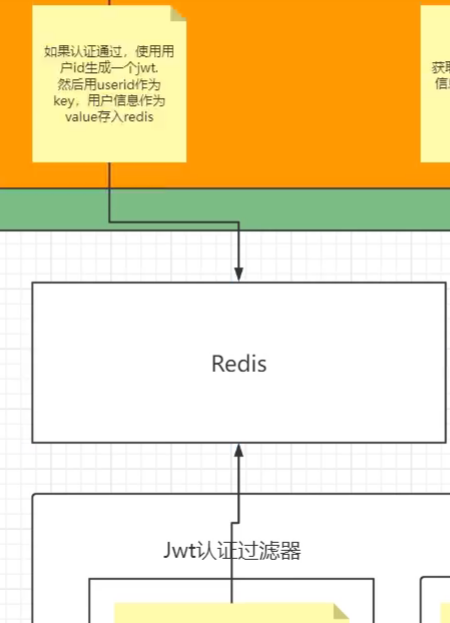 如果认证通过，使用用
户id生成一个jwt.
然后用userid作为
key，用户信息作为
value存入redis
获取
信息
Redis
Jwt认证过滤器